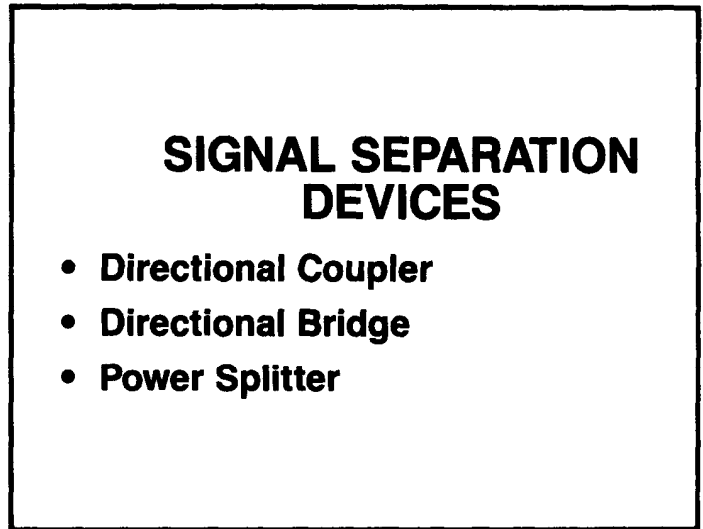 SIGNAL SEPARATION
DEVICES
• Directional Coupler
• Directional Bridge
• Power Splitter